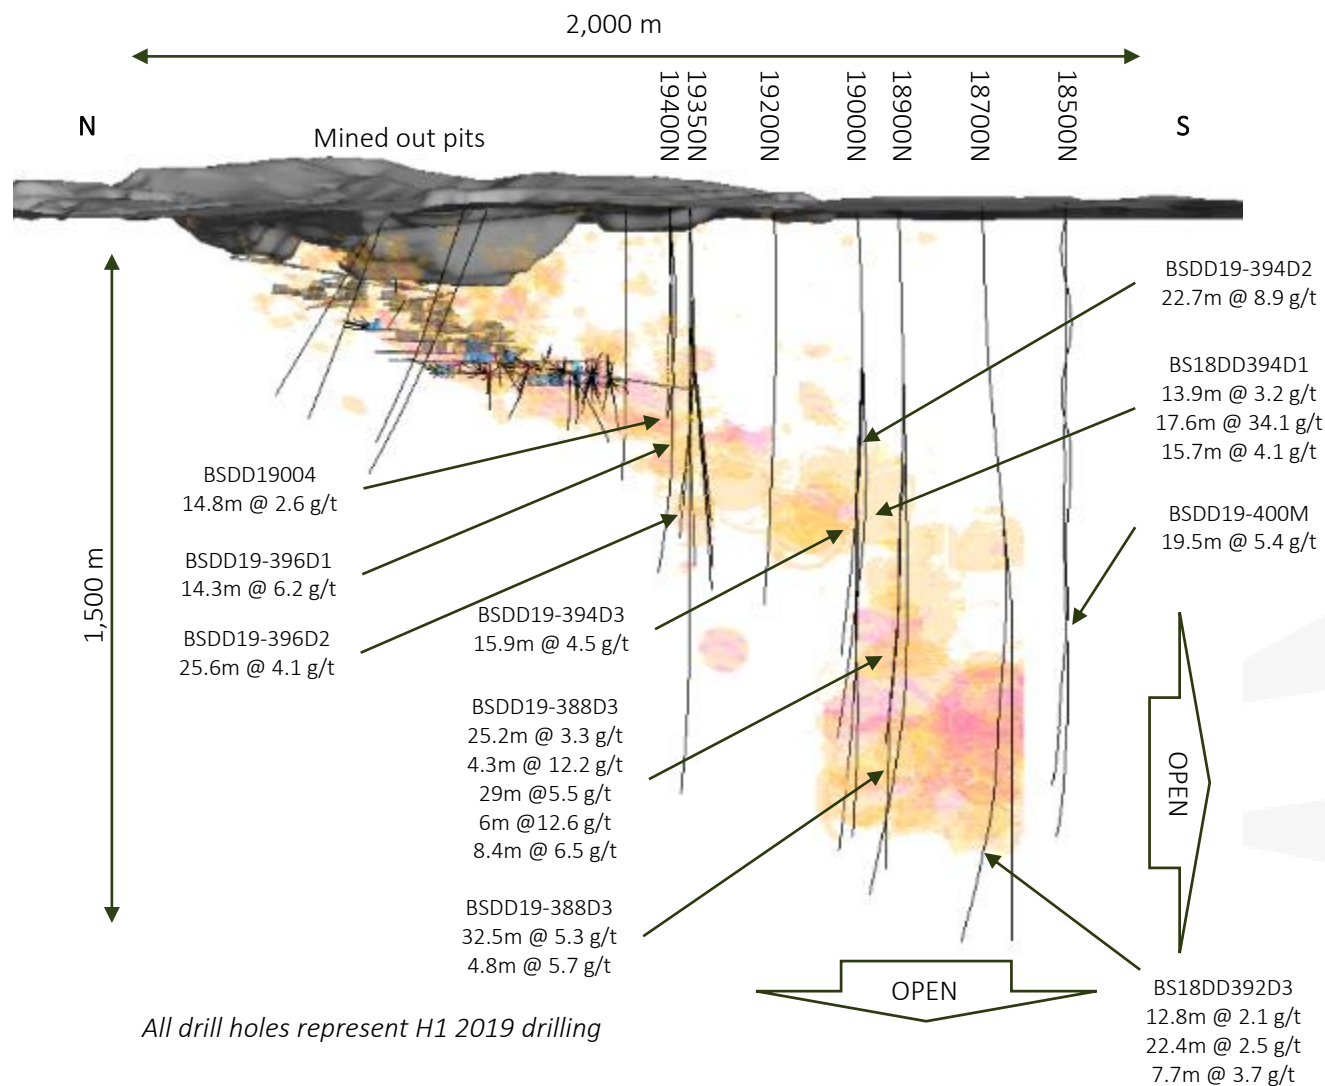 2,000 m
N
S
Mined out pits
19400N
19350N
19200N
19000N
18900N
18700N
18500N
1,500 m
BSDD19-394D2
22.7m @ 8.9 g/t
BS18DD394D1
13.9m @ 3.2 g/t
17.6m @ 34.1 g/t
15.7m @ 4.1 g/t
BSDD19-400M
19.5m @ 5.4 g/t
BSDD19004
14.8m @ 2.6 g/t
BSDD19-396D1
14.3m @ 6.2 g/t
BSDD19-396D2
25.6m @ 4.1 g/t
BSDD19-394D3
15.9m @ 4.5 g/t
BSDD19-388D3
25.2m @ 3.3 g/t
4.3m @ 12.2 g/t
29m @5.5 g/t
6m @12.6 g/t
8.4m @ 6.5 g/t
BSDD19-388D3
32.5m @ 5.3 g/t
4.8m @ 5.7 g/t
OPEN
OPEN
BS18DD392D3
12.8m @ 2.1 g/t
22.4m @ 2.5 g/t
7.7m @ 3.7 g/t
All drill holes represent H1 2019 drilling